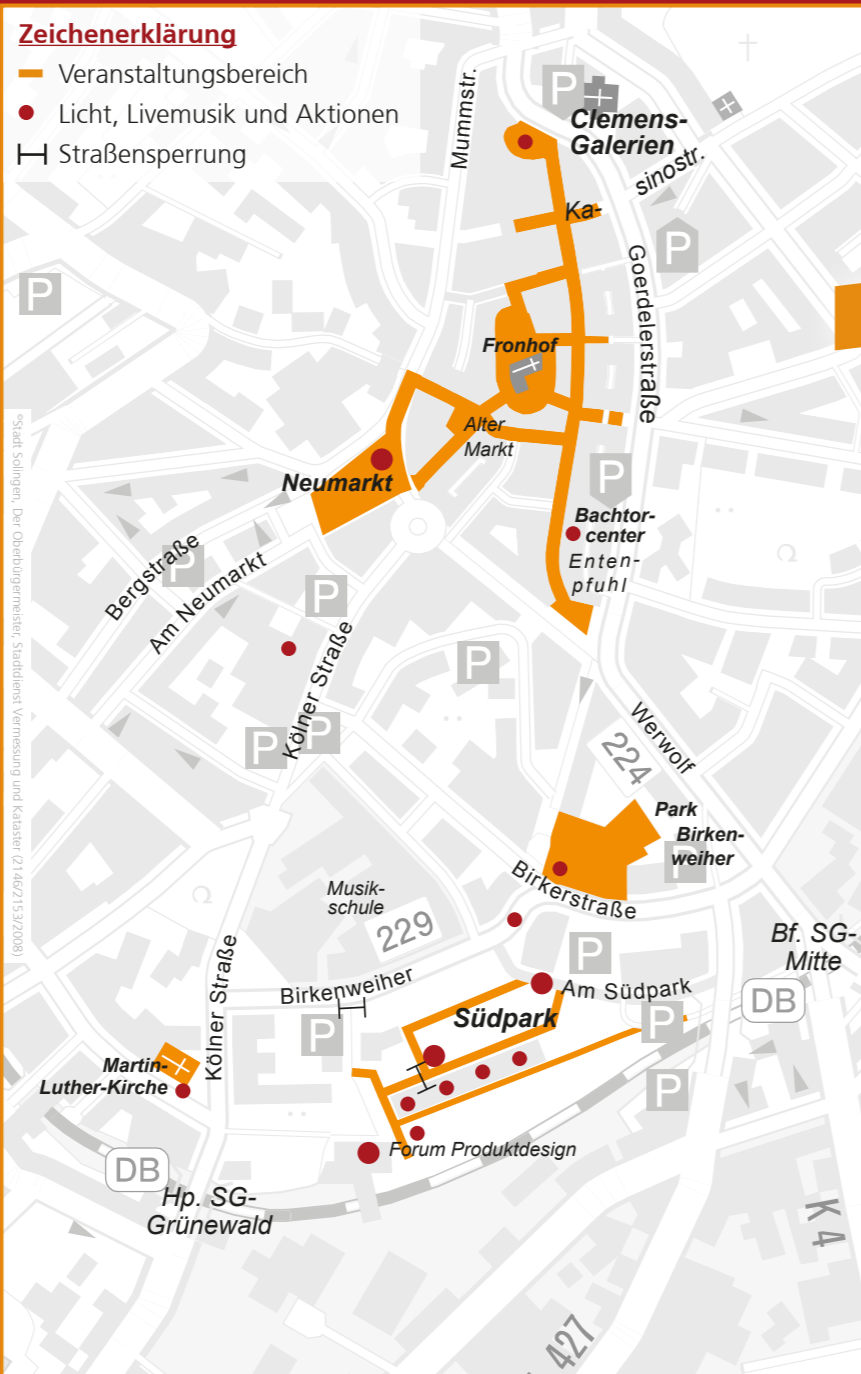 Zeichenerklärung
Veranstaltungsbereich
Licht, Livemusik und Aktionen
Straßensperrung
Mummstr.
P
Clemens-
Galerien
sinostr.
Ka-
P
P
Goerdelerstraße
Fronhof
Alter
Markt
Neumarkt
P
Bachtor-
center
Enten-
pfuhl
Bergstraße
P
Am Neumarkt
P
Kölner Straße
P
P
P
Werwolf
224
Park
Birken-
weiher
P
Birkerstraße
Musik-
schule
229
P
Bf. SG-
Mitte
DB
Birkenweiher
Am Südpark
Südpark
P
P
Kölner Straße
Martin-
Luther-Kirche
P
Forum Produktdesign
DB
Hp. SG-
Grünewald
K 4
427
©Stadt Solingen, Der Oberbürgermeister, Stadtdienst Vermessung und Kataster (2146/2153/2008)